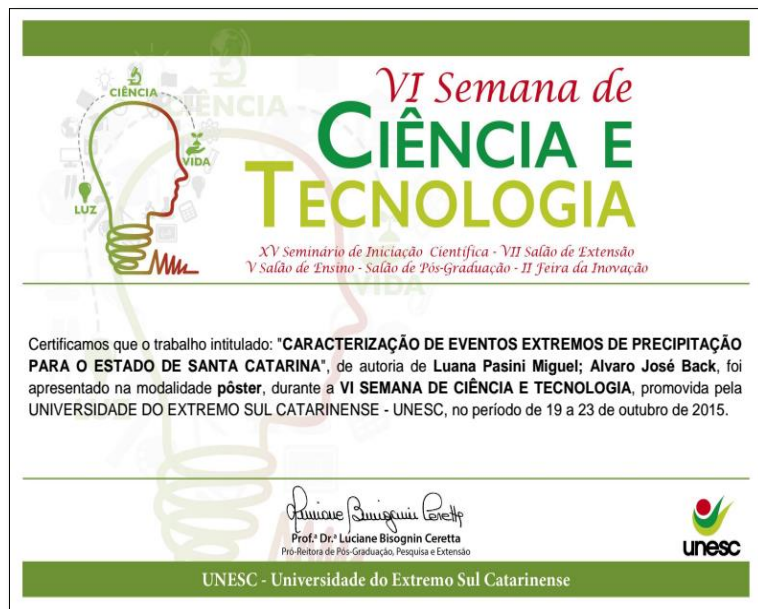 VI Semana de
CIÊNCIA E
TECNOLOGIA
CIÊNCIA
VIDA
LUZ
CIÊNCIA
VIDA
XV Seminário de Iniciação Científica - VII Salão de Extensão
V Salão de Ensino - Salão de Pós-Graduação - II Feira da Inovação
Certificamos que o trabalho intitulado: "CARACTERIZAÇÃO DE EVENTOS EXTREMOS DE PRECIPITAÇÃO
PARA O ESTADO DE SANTA CATARINA", de autoria de Luana Pasini Miguel; Alvaro José Back, foi
apresentado na modalidade pôster, durante a VI SEMANA DE CIÊNCIA E TECNOLOGIA, promovida pela
UNIVERSIDADE DO EXTREMO SUL CATARINENSE - UNESC, no período de 19 a 23 de outubro de 2015.
Luciane Bisognin Ceretta
Prof.ª Dr.ª Luciane Bisognin Ceretta
Pró-Reitora de Pós-Graduação, Pesquisa e Extensão
unesc
UNESC - Universidade do Extremo Sul Catarinense